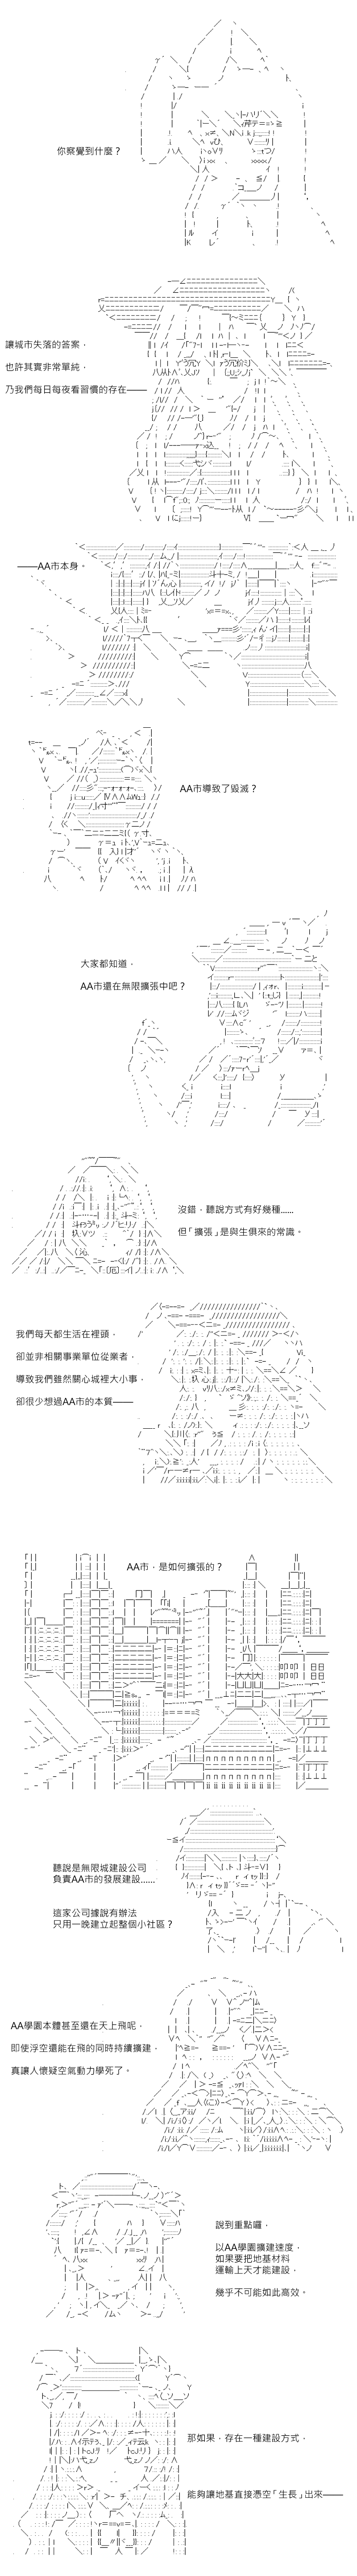 你察覺到什麼？
讓城市失落的答案，
也許其實非常單純，
乃我們每日每夜看習慣的存在——
——AA市本身。
AA市導致了毀滅？
大家都知道，
AA市還在無限擴張中吧？
沒錯，聽說方式有好幾種……
但「擴張」是與生俱來的常識。
我們每天都生活在裡頭，
卻並非相關事業單位從業者，
導致我們雖然關心城裡大小事，
卻很少想過AA市的本質——
AA市，是如何擴張的？
聽說是無限城建設公司
負責AA市的發展建設……
這家公司據說有辦法
只用一晚建立起整個小社區？
AA學園本體甚至還在天上飛呢，
即使浮空還能在飛的同時持續擴建，
真讓人懷疑空氣動力學死了。
說到重點囉，
以AA學園擴建速度，
如果要把地基材料
運輸上天才能建設，
幾乎不可能如此高效。
那如果，存在一種建設方式，
能夠讓地基直接憑空「生長」出來——